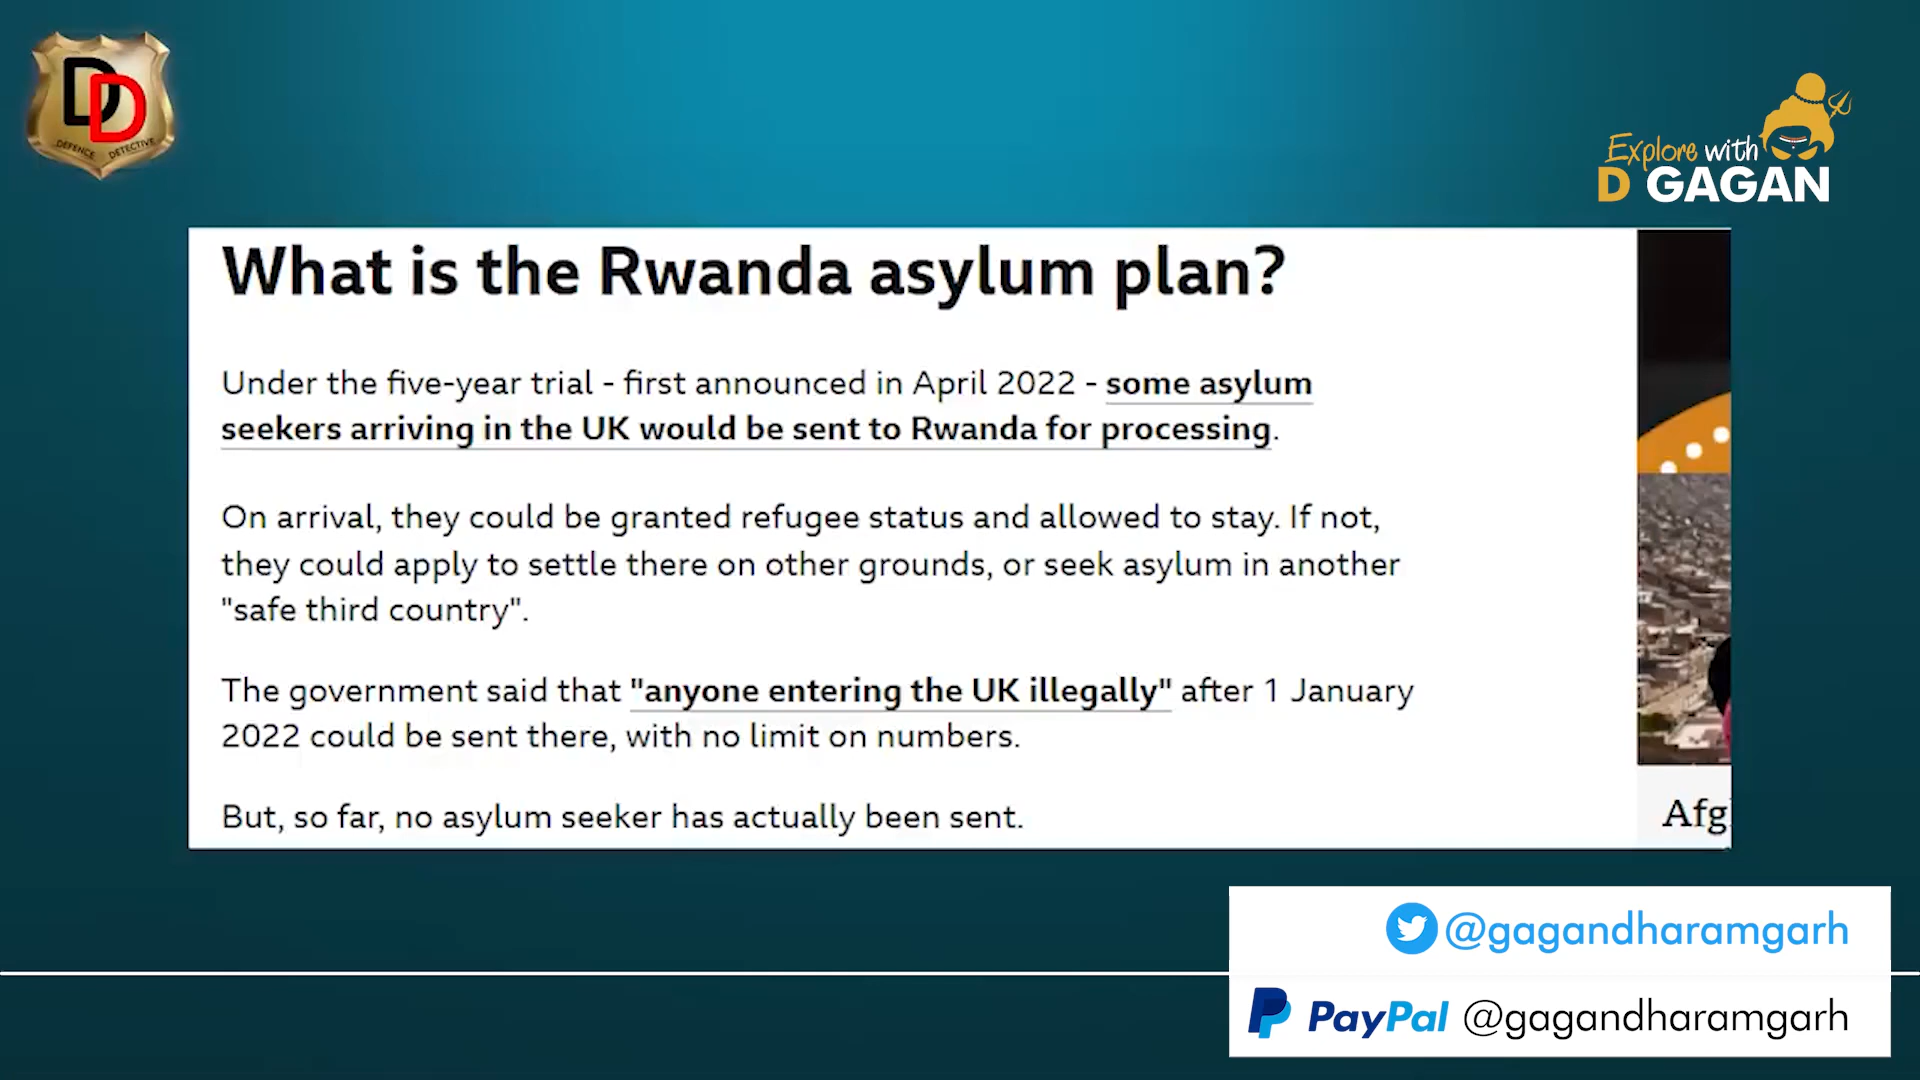 DD
DEFENCE DETECTIVE
Explore with
D GAGAN
What is the Rwanda asylum plan?
Under the five-year trial - first announced in April 2022 - some asylum
seekers arriving in the UK would be sent to Rwanda for processing.
On arrival, they could be granted refugee status and allowed to stay. If not,
they could apply to settle there on other grounds, or seek asylum in another
"safe third country".
The government said that "anyone entering the UK illegally" after 1 January
2022 could be sent there, with no limit on numbers.
But, so far, no asylum seeker has actually been sent.
Afg
@gagandharamgarh
PayPal @gagandharamgarh